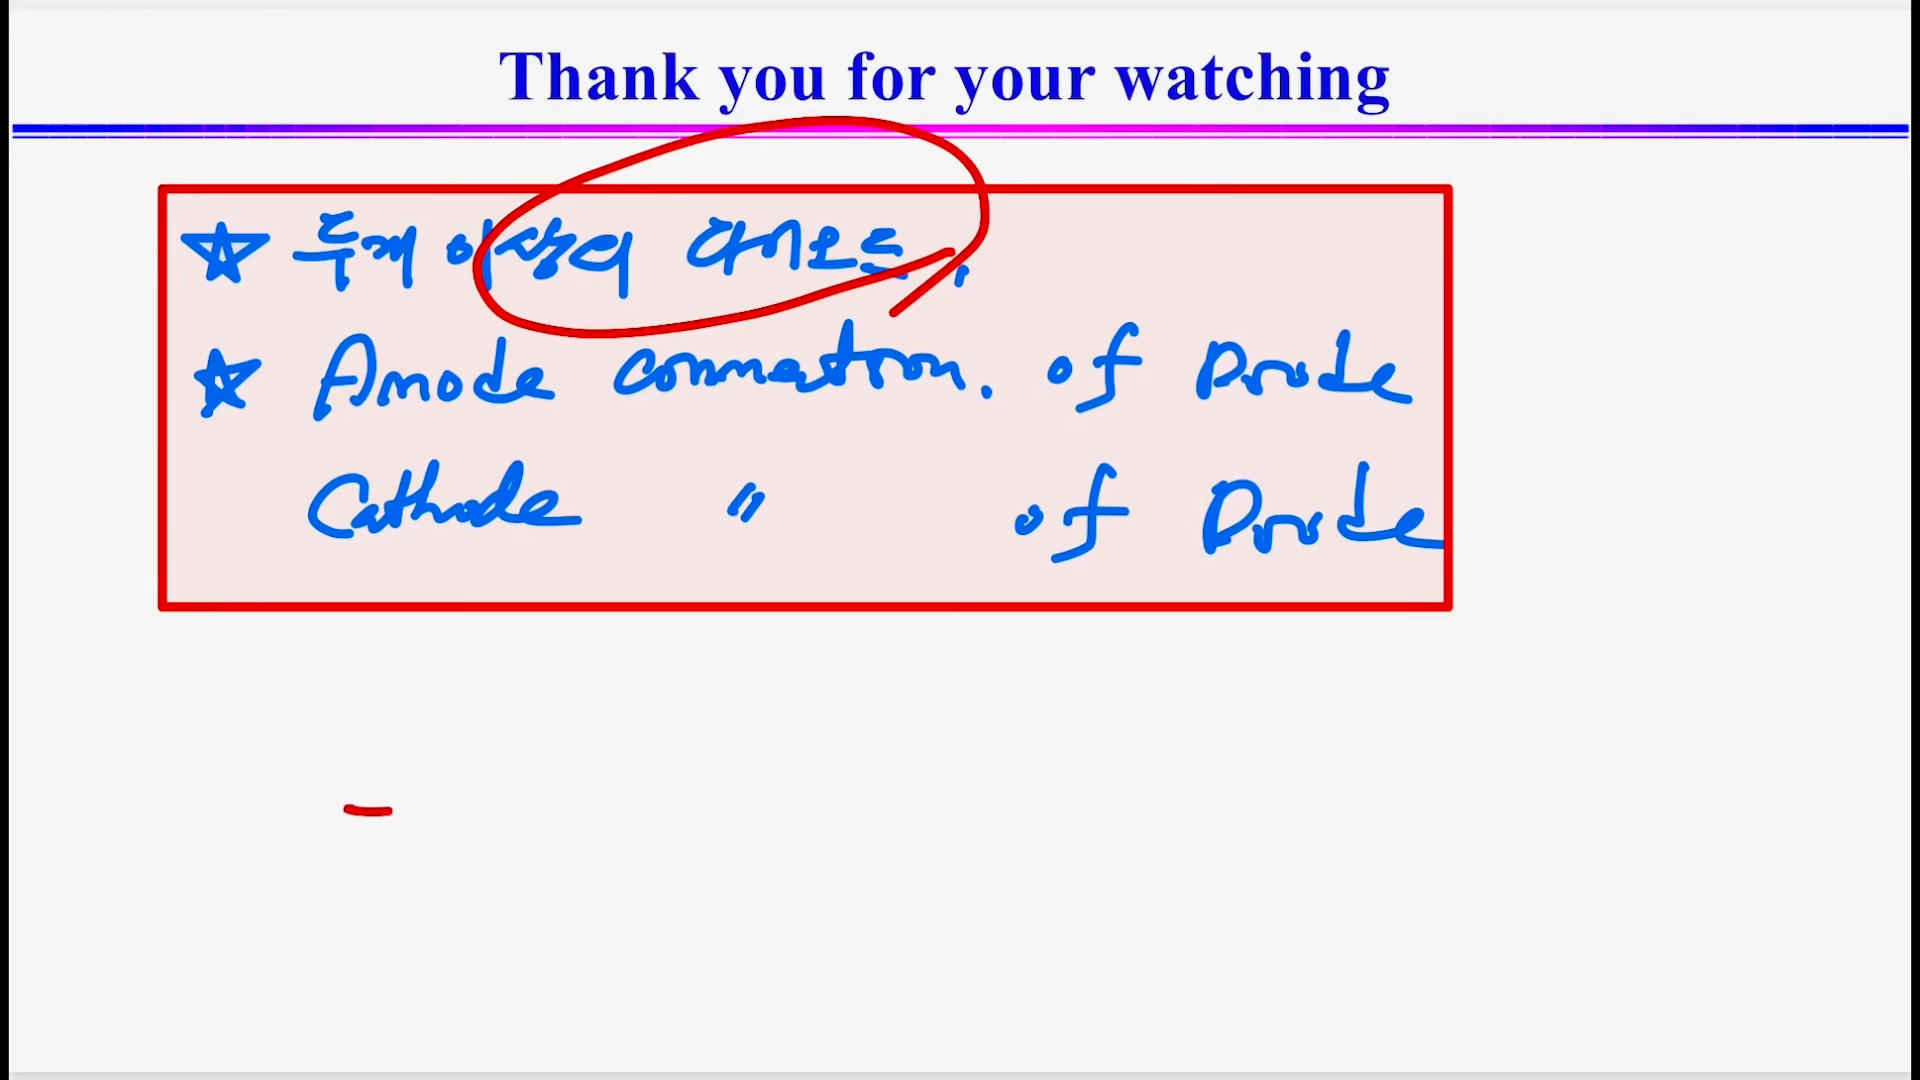 Thank you for your watching
☆ 두개 이상의 다이오드.
☆ Anode connection. of Diode
Cathode " of Diode